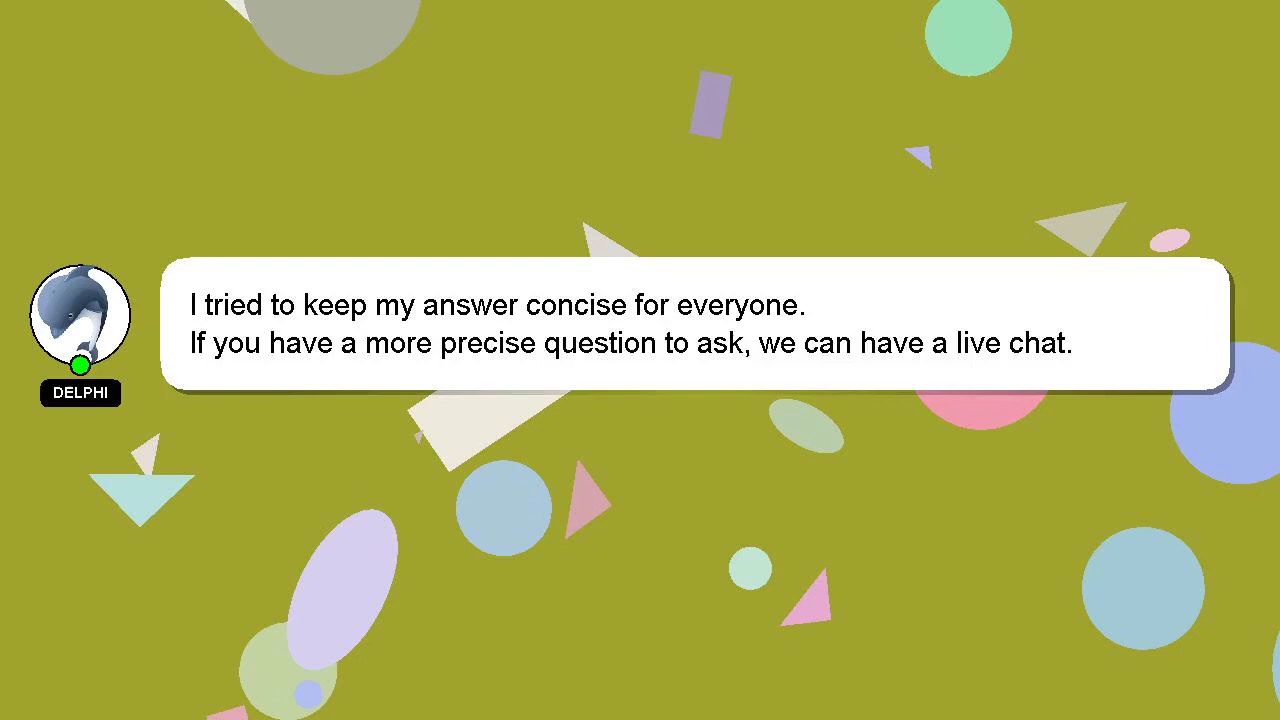 I tried to keep my answer concise for everyone.
If you have a more precise question to ask, we can have a live chat.
DELPHI